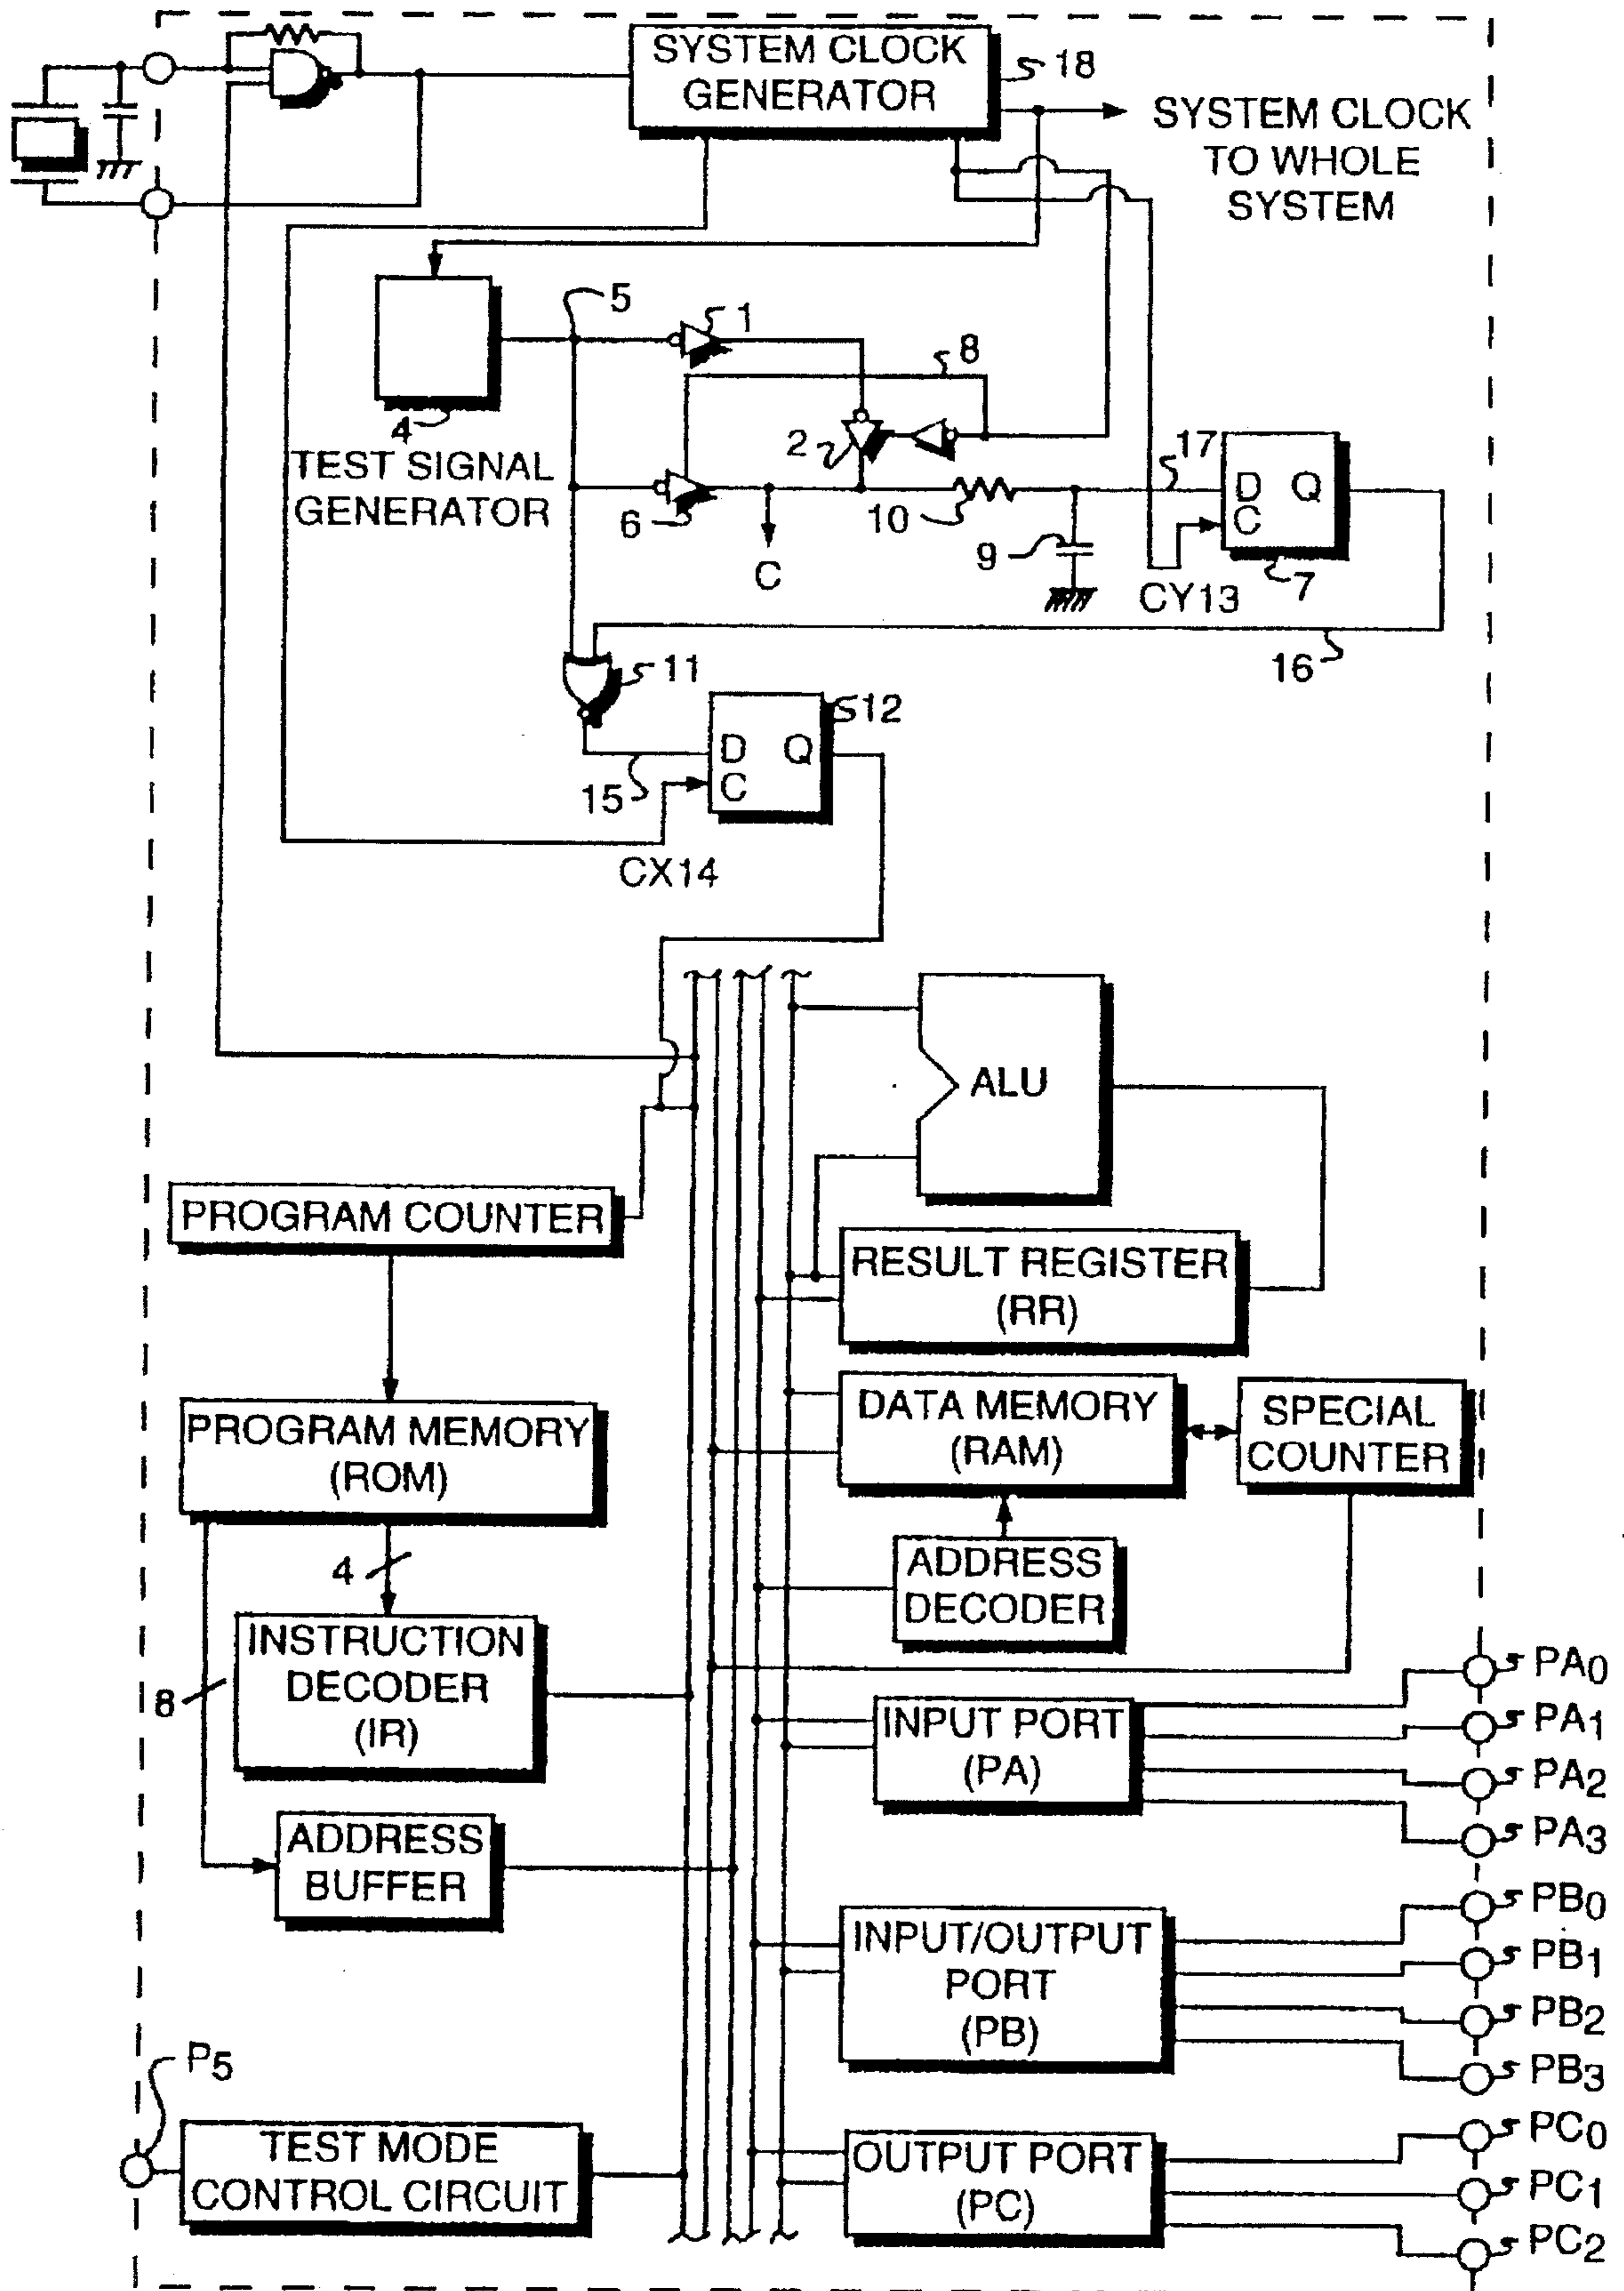 SYSTEM CLOCK
GENERATOR
18
SYSTEM CLOCK
TO WHOLE
SYSTEM
5
1
8
4
TEST SIGNAL
GENERATOR
2
17
D Q
C
6
10
C
9
CY13
7
11
16
12
D Q
C
15
CX14
ALU
PROGRAM COUNTER
RESULT REGISTER
(RR)
PROGRAM MEMORY
(ROM)
DATA MEMORY
(RAM)
SPECIAL
COUNTER
4
ADDRESS
DECODER
INSTRUCTION
DECODER
(IR)
8
INPUT PORT
(PA)
PA0
PA1
PA2
PA3
ADDRESS
BUFFER
INPUT/OUTPUT
PORT
(PB)
PB0
PB1
PB2
PB3
P5
TEST MODE
CONTROL CIRCUIT
OUTPUT PORT
(PC)
PC0
PC1
PC2